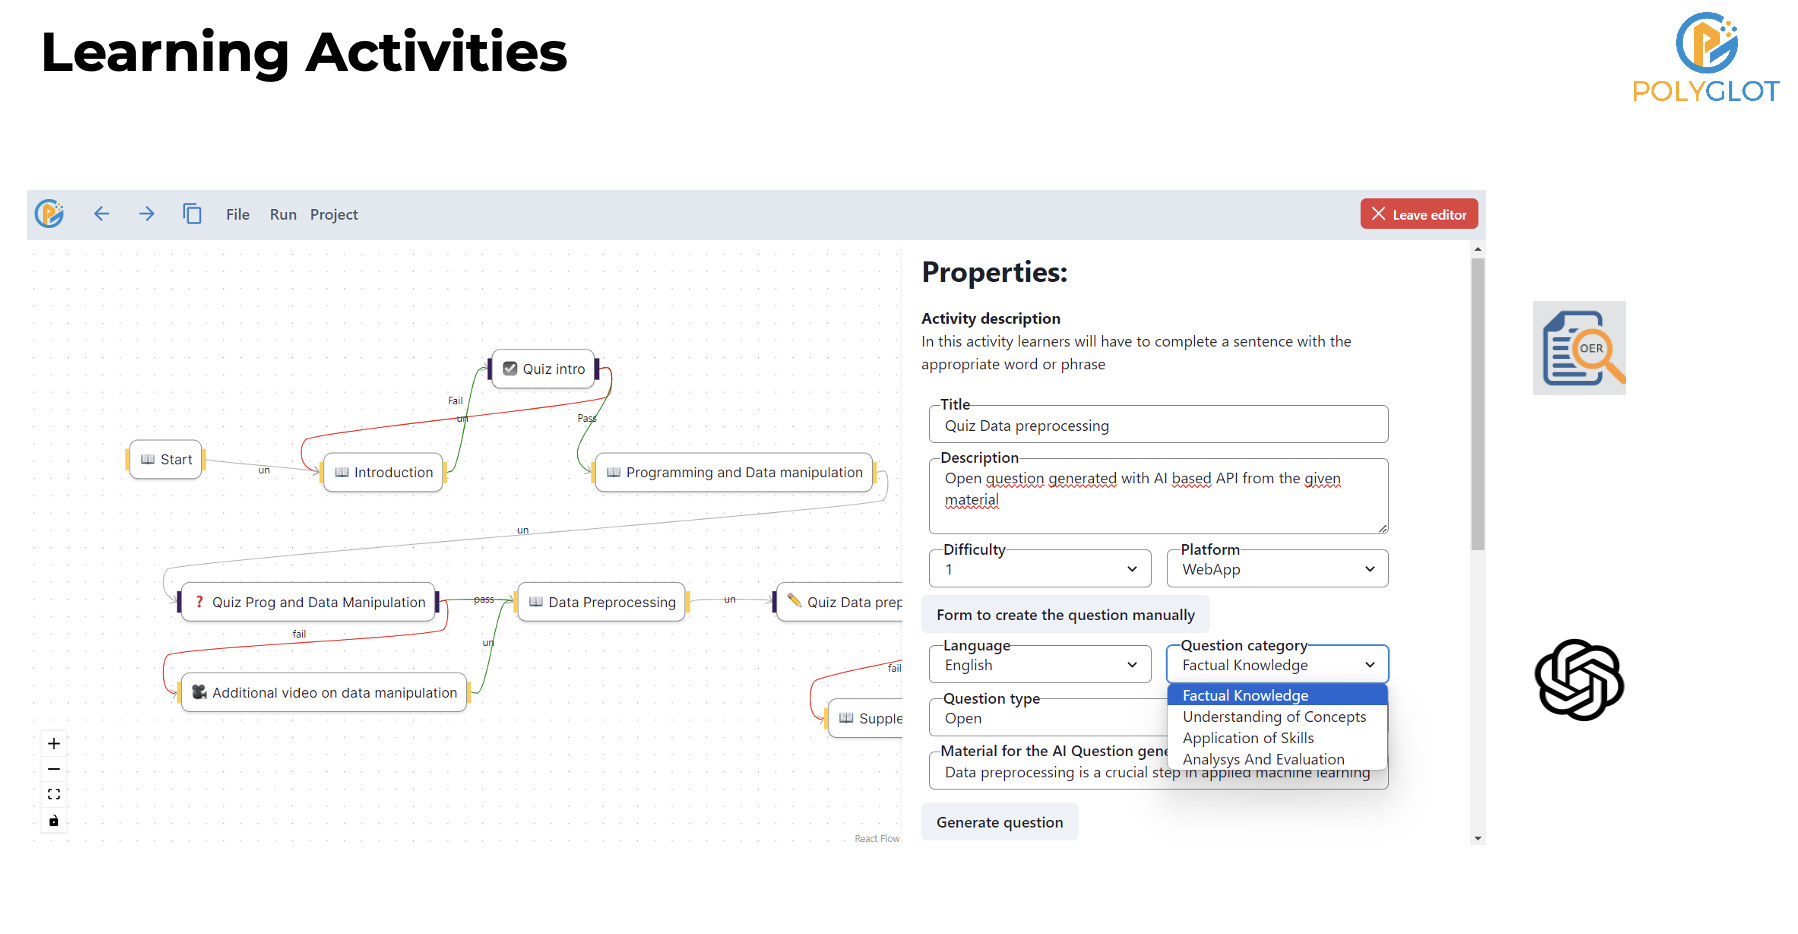 Learning Activities
POLYGLOT
File Run Project
Leave editor
Quiz intro
Fail
un
Pass
Start
un
Introduction
Programming and Data manipulation
un
Quiz Prog and Data Manipulation
pass
Data Preprocessing
un
Quiz Data prep
fail
un
Additional video on data manipulation
fail
Supple
React Flow
Properties:
Activity description
In this activity learners will have to complete a sentence with the
appropriate word or phrase
Title
Quiz Data preprocessing
Description
Open question generated with AI based API from the given
material
Difficulty
1
Platform
WebApp
Form to create the question manually
Language
English
Question category
Factual Knowledge
Factual Knowledge
Understanding of Concepts
Application of Skills
Analysys And Evaluation
Question type
Open
Material for the AI Question gene
Data preprocessing is a crucial step in applied machine learning
Generate question
OER